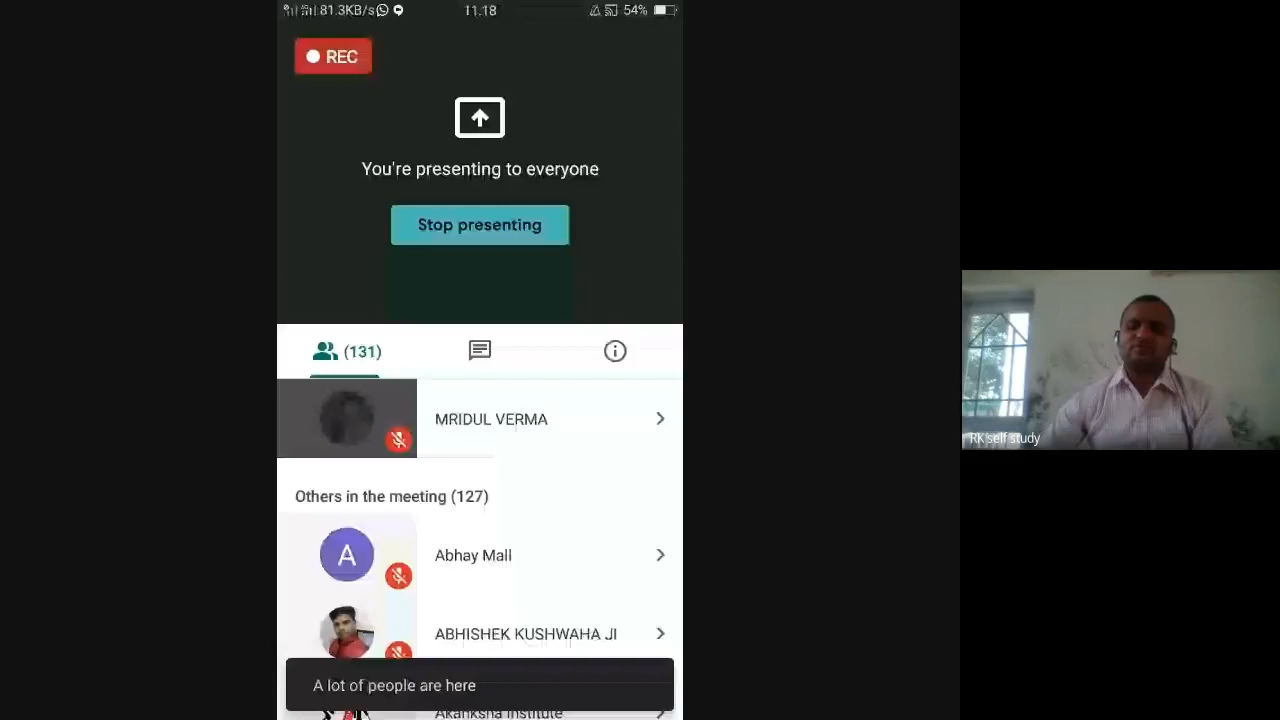 81.3KB/s
11.18
54%
REC
You're presenting to everyone
Stop presenting
(131)
MRIDUL VERMA
Others in the meeting (127)
A
Abhay Mall
ABHISHEK KUSHWAHA JI
A lot of people are here
Akanksha Institute
RK self study